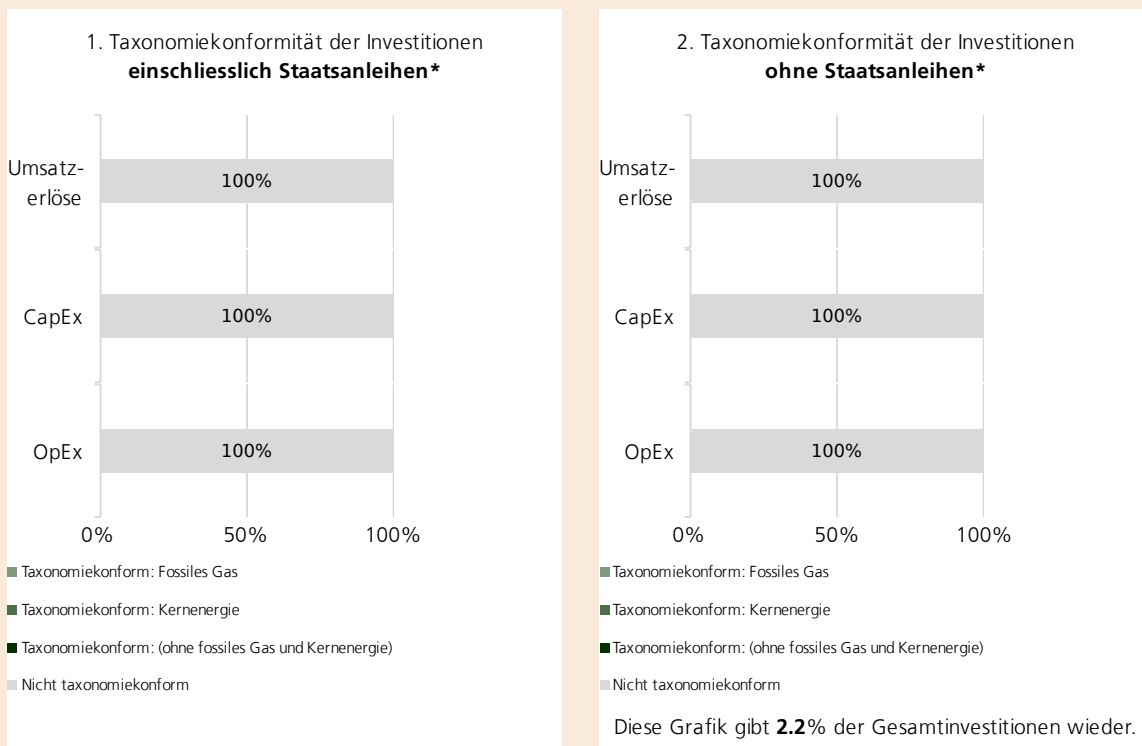 1. Taxonomiekonformität der Investitionen
einschliesslich Staatsanleihen*
Umsatz-
erlöse
100%
CapEx
100%
OpEx
100%
0% 50% 100%
Taxonomiekonform: Fossiles Gas
Taxonomiekonform: Kernenergie
Taxonomiekonform: (ohne fossiles Gas und Kernenergie)
Nicht taxonomiekonform
2. Taxonomiekonformität der Investitionen
ohne Staatsanleihen*
Umsatz-
erlöse
100%
CapEx
100%
OpEx
100%
0% 50% 100%
Taxonomiekonform: Fossiles Gas
Taxonomiekonform: Kernenergie
Taxonomiekonform: (ohne fossiles Gas und Kernenergie)
Nicht taxonomiekonform
Diese Grafik gibt 2.2% der Gesamtinvestitionen wieder.